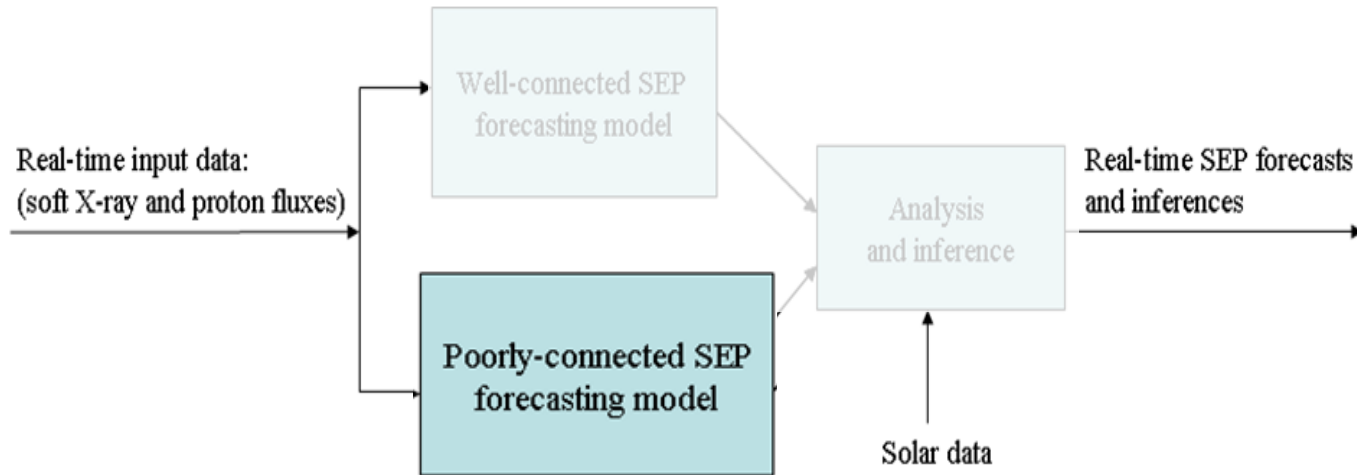 Well-connected SEP
forecasting model
Real-time input data:
(soft X-ray and proton fluxes)
Analysis
and inference
Real-time SEP forecasts
and inferences
Poorly-connected SEP
forecasting model
Solar data